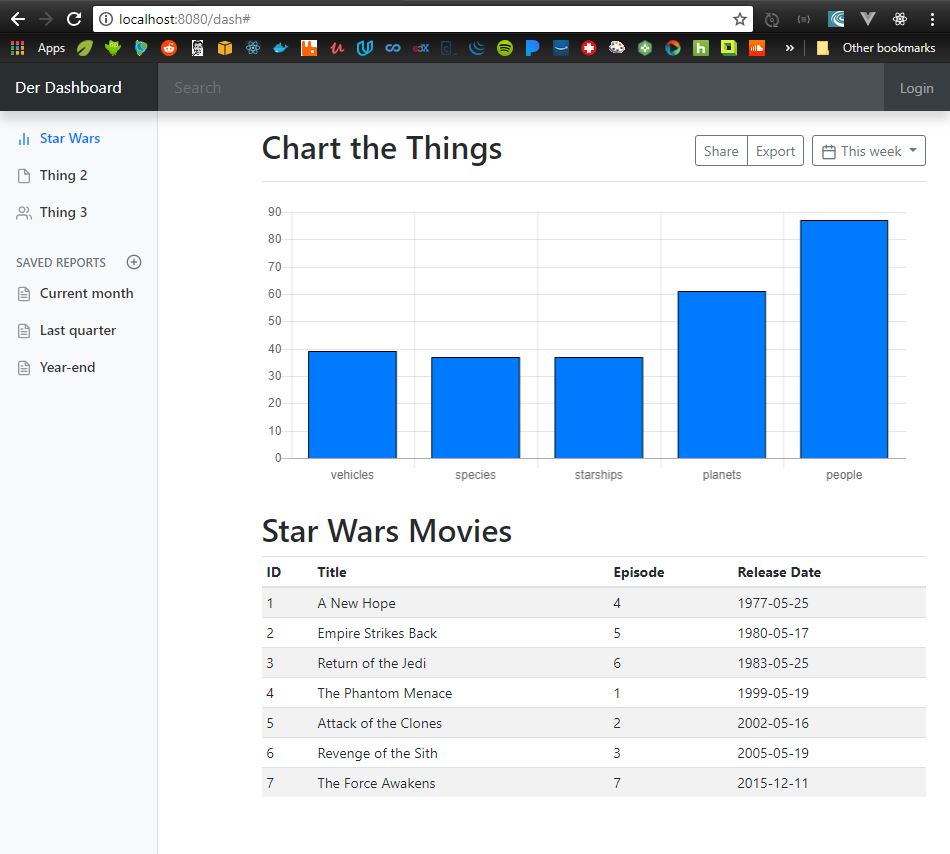 localhost:8080/dash#
Apps Other bookmarks
Der Dashboard Search Login
Star Wars
Thing 2
Thing 3
SAVED REPORTS
Current month
Last quarter
Year-end
Chart the Things Share Export This week
90
80
70
60
50
40
30
20
10
0
vehicles species starships planets people
Star Wars Movies
ID Title Episode Release Date
1 A New Hope 4 1977-05-25
2 Empire Strikes Back 5 1980-05-17
3 Return of the Jedi 6 1983-05-25
4 The Phantom Menace 1 1999-05-19
5 Attack of the Clones 2 2002-05-16
6 Revenge of the Sith 3 2005-05-19
7 The Force Awakens 7 2015-12-11